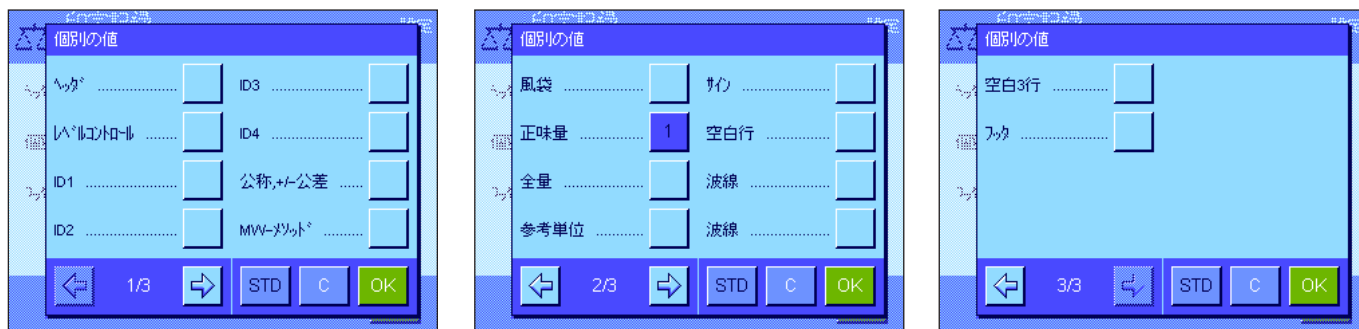 個別の値
ヘッダ .................. ID3 ..................
レベルコントロール ....... ID4 ..................
ID1 .................. 公称,+/-公差 .....
ID2 .................. MW-メソッド .........
1/3 STD C OK
個別の値
風袋 .................. サイン ................
正味量 .............. 1 空白行 ..............
全量 .................. 波線 ................
参考単位 .......... 波線 ................
2/3 STD C OK
個別の値
空白3行 ...........
フッタ .................
3/3 STD C OK